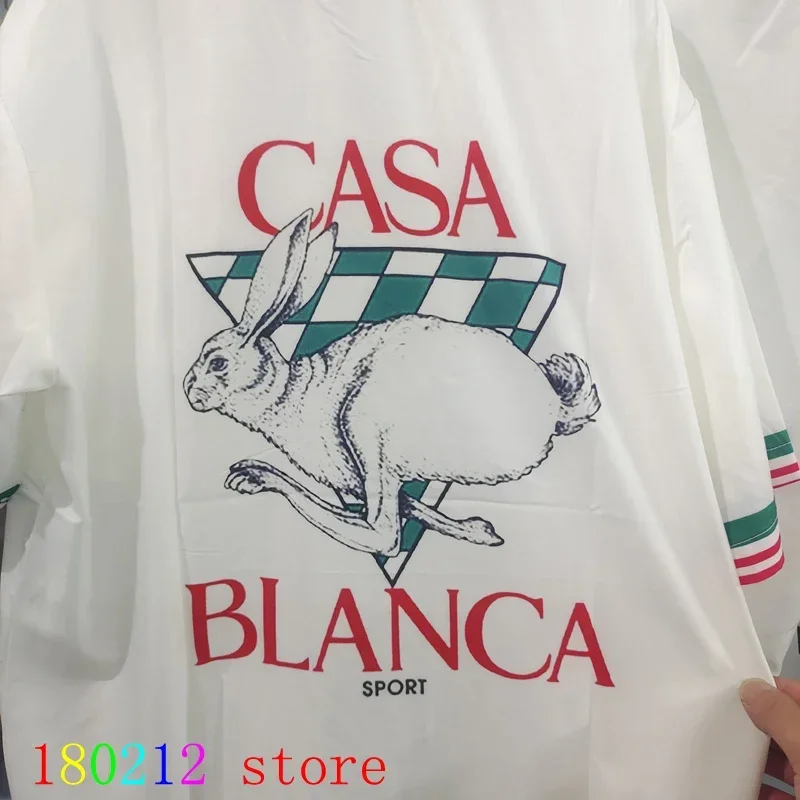 CASA
BLANCA
SPORT
180212 store